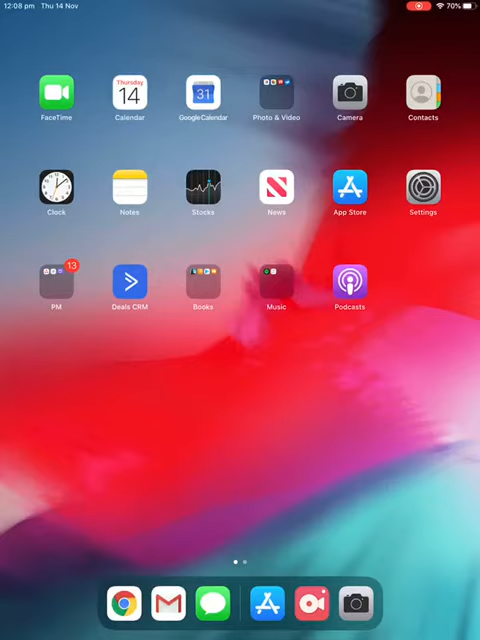 12:08 pm Thu 14 Nov
70%
Thursday
14
31
FaceTime
Calendar
GoogleCalendar
Photo & Video
Camera
Contacts
Clock
Notes
Stocks
News
App Store
Settings
13
PM
Deals CRM
Books
Music
Podcasts